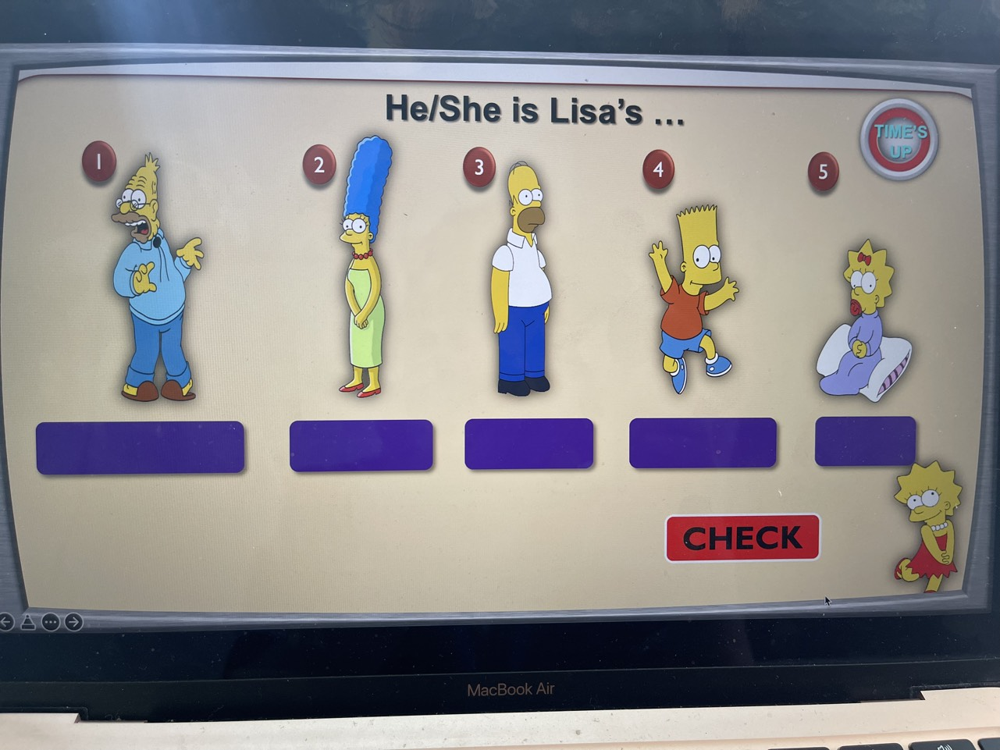 He/She is Lisa's ...
TIME'S
UP
1
2
3
4
5
CHECK
MacBook Air